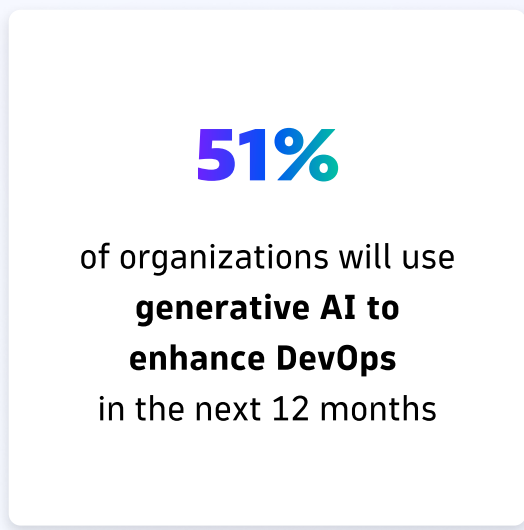 51%
of organizations will use
generative AI to
enhance DevOps
in the next 12 months